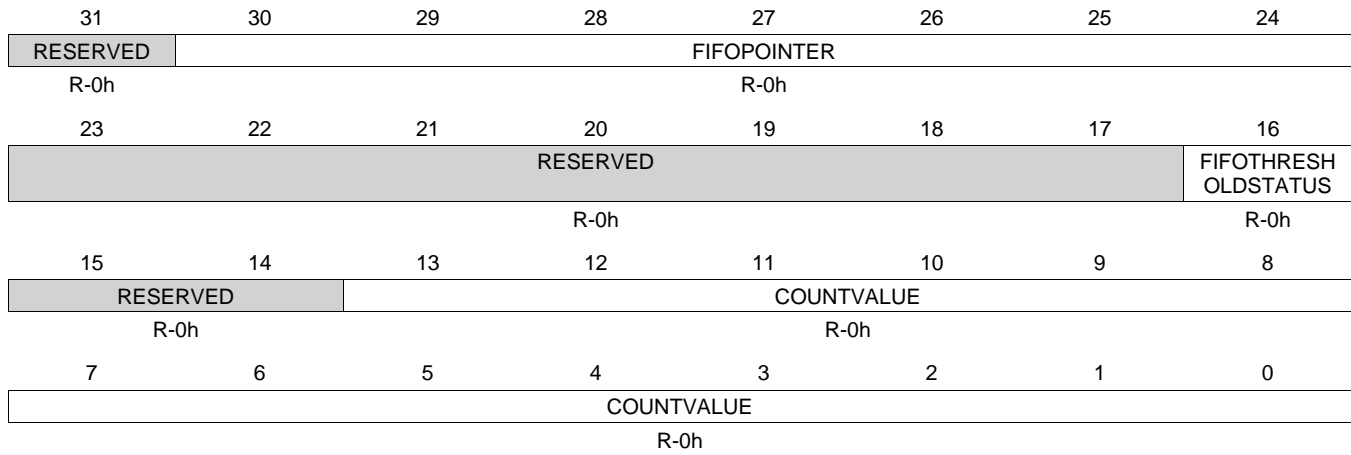 31 30 29 28 27 26 25 24
RESERVED FIFOPOINTER
R-0h R-0h
23 22 21 20 19 18 17 16
RESERVED FIFOTHRESH
OLDSTATUS
R-0h R-0h
15 14 13 12 11 10 9 8
RESERVED COUNTVALUE
R-0h R-0h
7 6 5 4 3 2 1 0
COUNTVALUE
R-0h